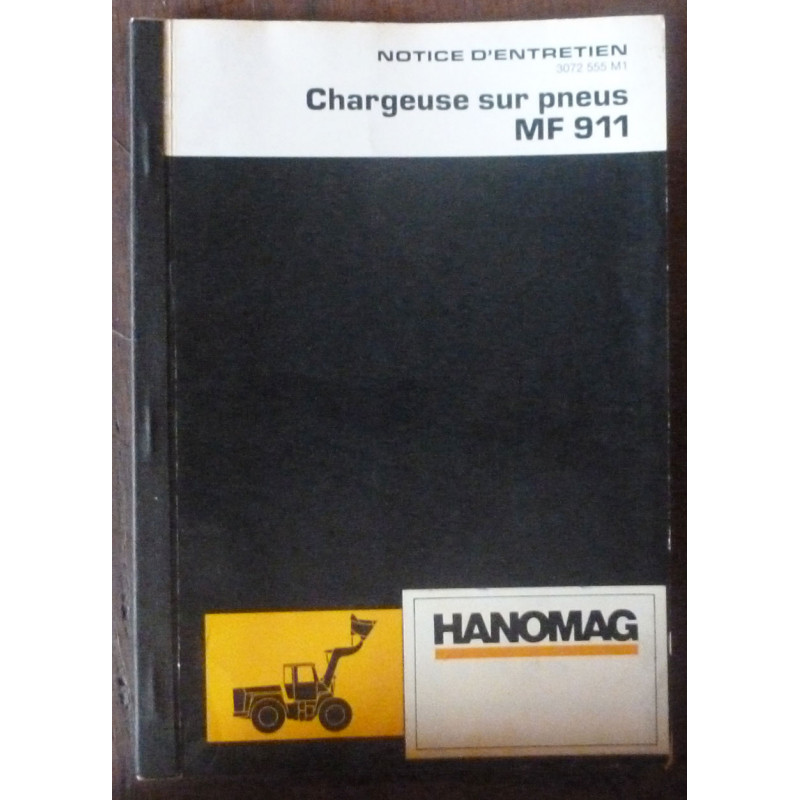 NOTICE D'ENTRETIEN
3072 555 M1
Chargeuse sur pneus
MF 911
HANOMAG